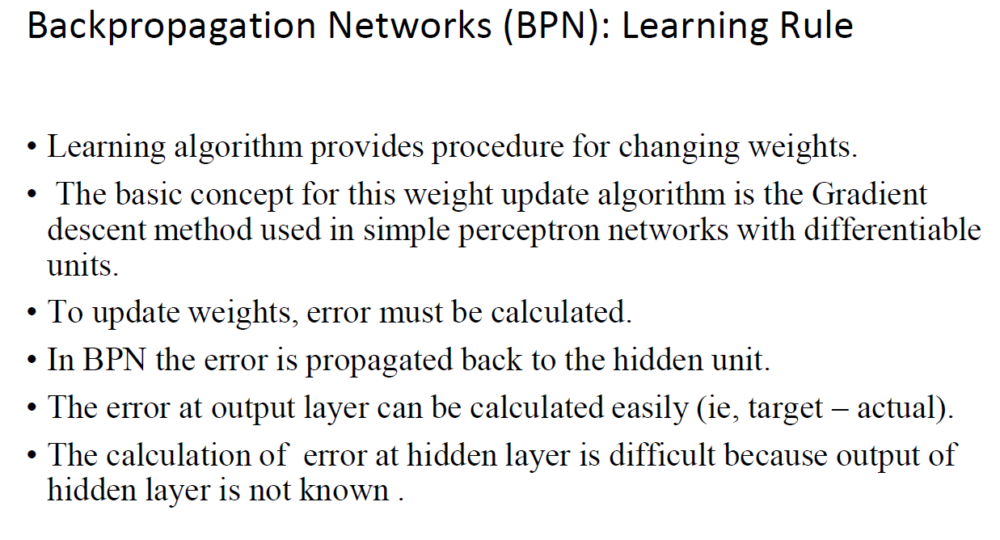 Backpropagation Networks (BPN): Learning Rule
• Learning algorithm provides procedure for changing weights.
• The basic concept for this weight update algorithm is the Gradient
descent method used in simple perceptron networks with differentiable
units.
• To update weights, error must be calculated.
• In BPN the error is propagated back to the hidden unit.
• The error at output layer can be calculated easily (ie, target – actual).
• The calculation of error at hidden layer is difficult because output of
hidden layer is not known .